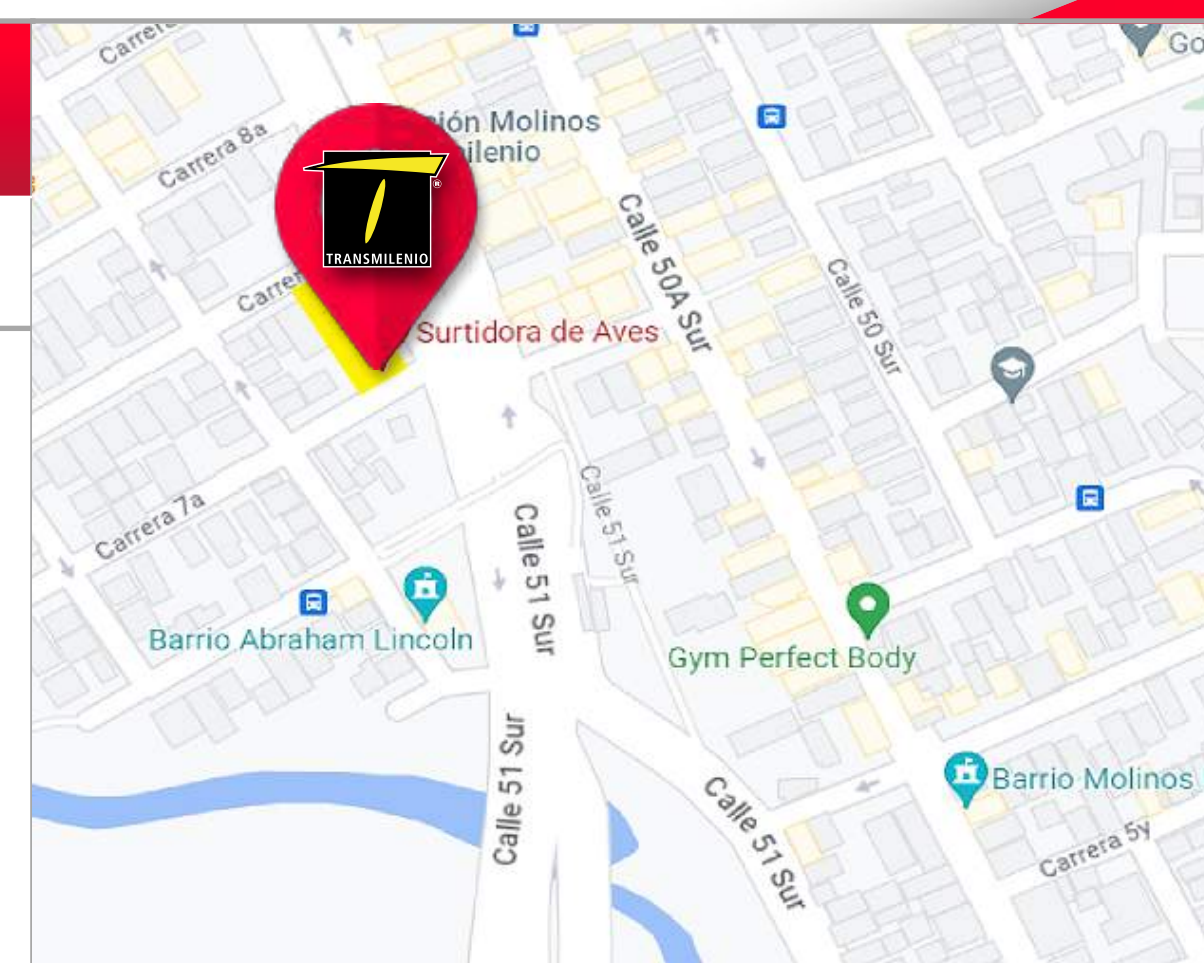 Carrera 8a
ión Molinos
ilenio
TRANSMILENIO
®
Go
Calle 50A Sur
Calle 50 Sur
Surtidora de Aves
Carrera 7a
Calle 51 Sur
Calle 51 Sur
Barrio Abraham Lincoln
Gym Perfect Body
Calle 51 Sur
Calle 51 Sur
Barrio Molinos
Carrera 5y